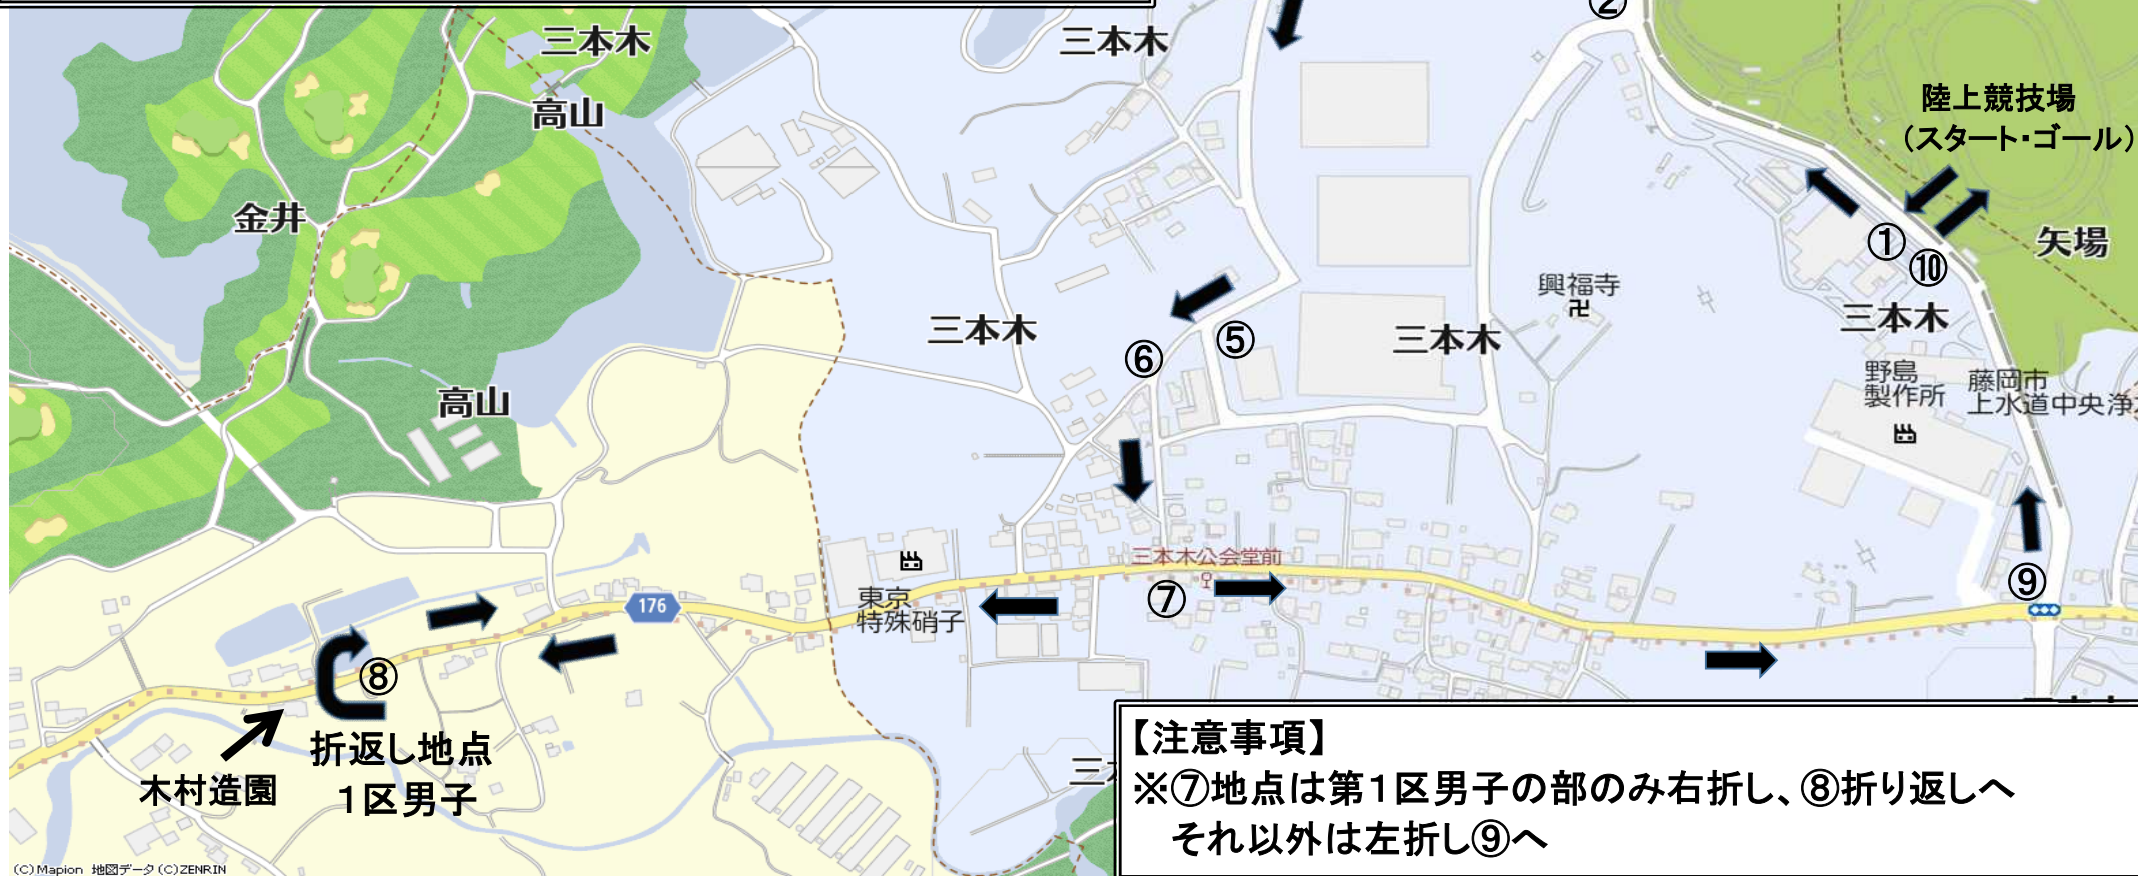 ②
三本木
三本木
高山
陸上競技場
（スタート・ゴール）
金井
①
⑩
矢場
興福寺
三本木
三本木
三本木
⑤
⑥
野島
製作所
藤岡市
上水道中央浄
高山
三本木公会堂前
⑦
⑨
東京
特殊硝子
176
⑧
折返し地点
１区男子
木村造園
【注意事項】
※⑦地点は第１区男子の部のみ右折し、⑧折り返しへ
それ以外は左折し⑨へ
(C)Mapion 地図データ(C)ZENRIN